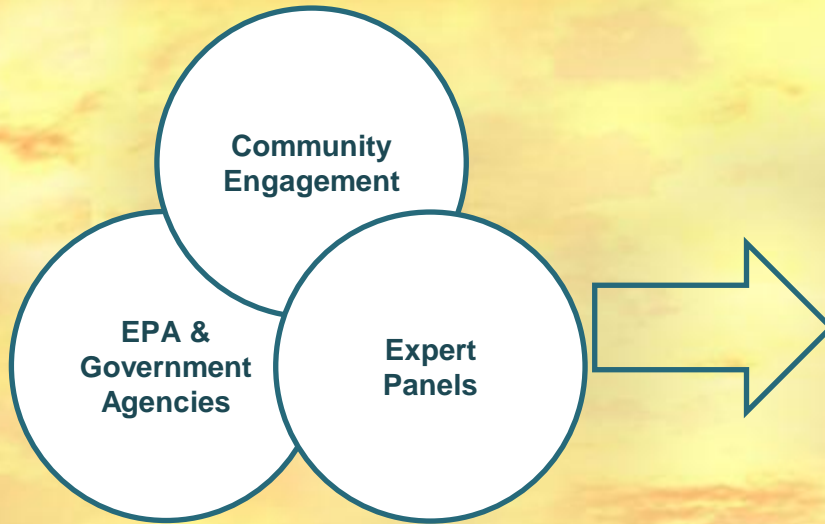 Community
Engagement
EPA &
Government
Agencies
Expert
Panels